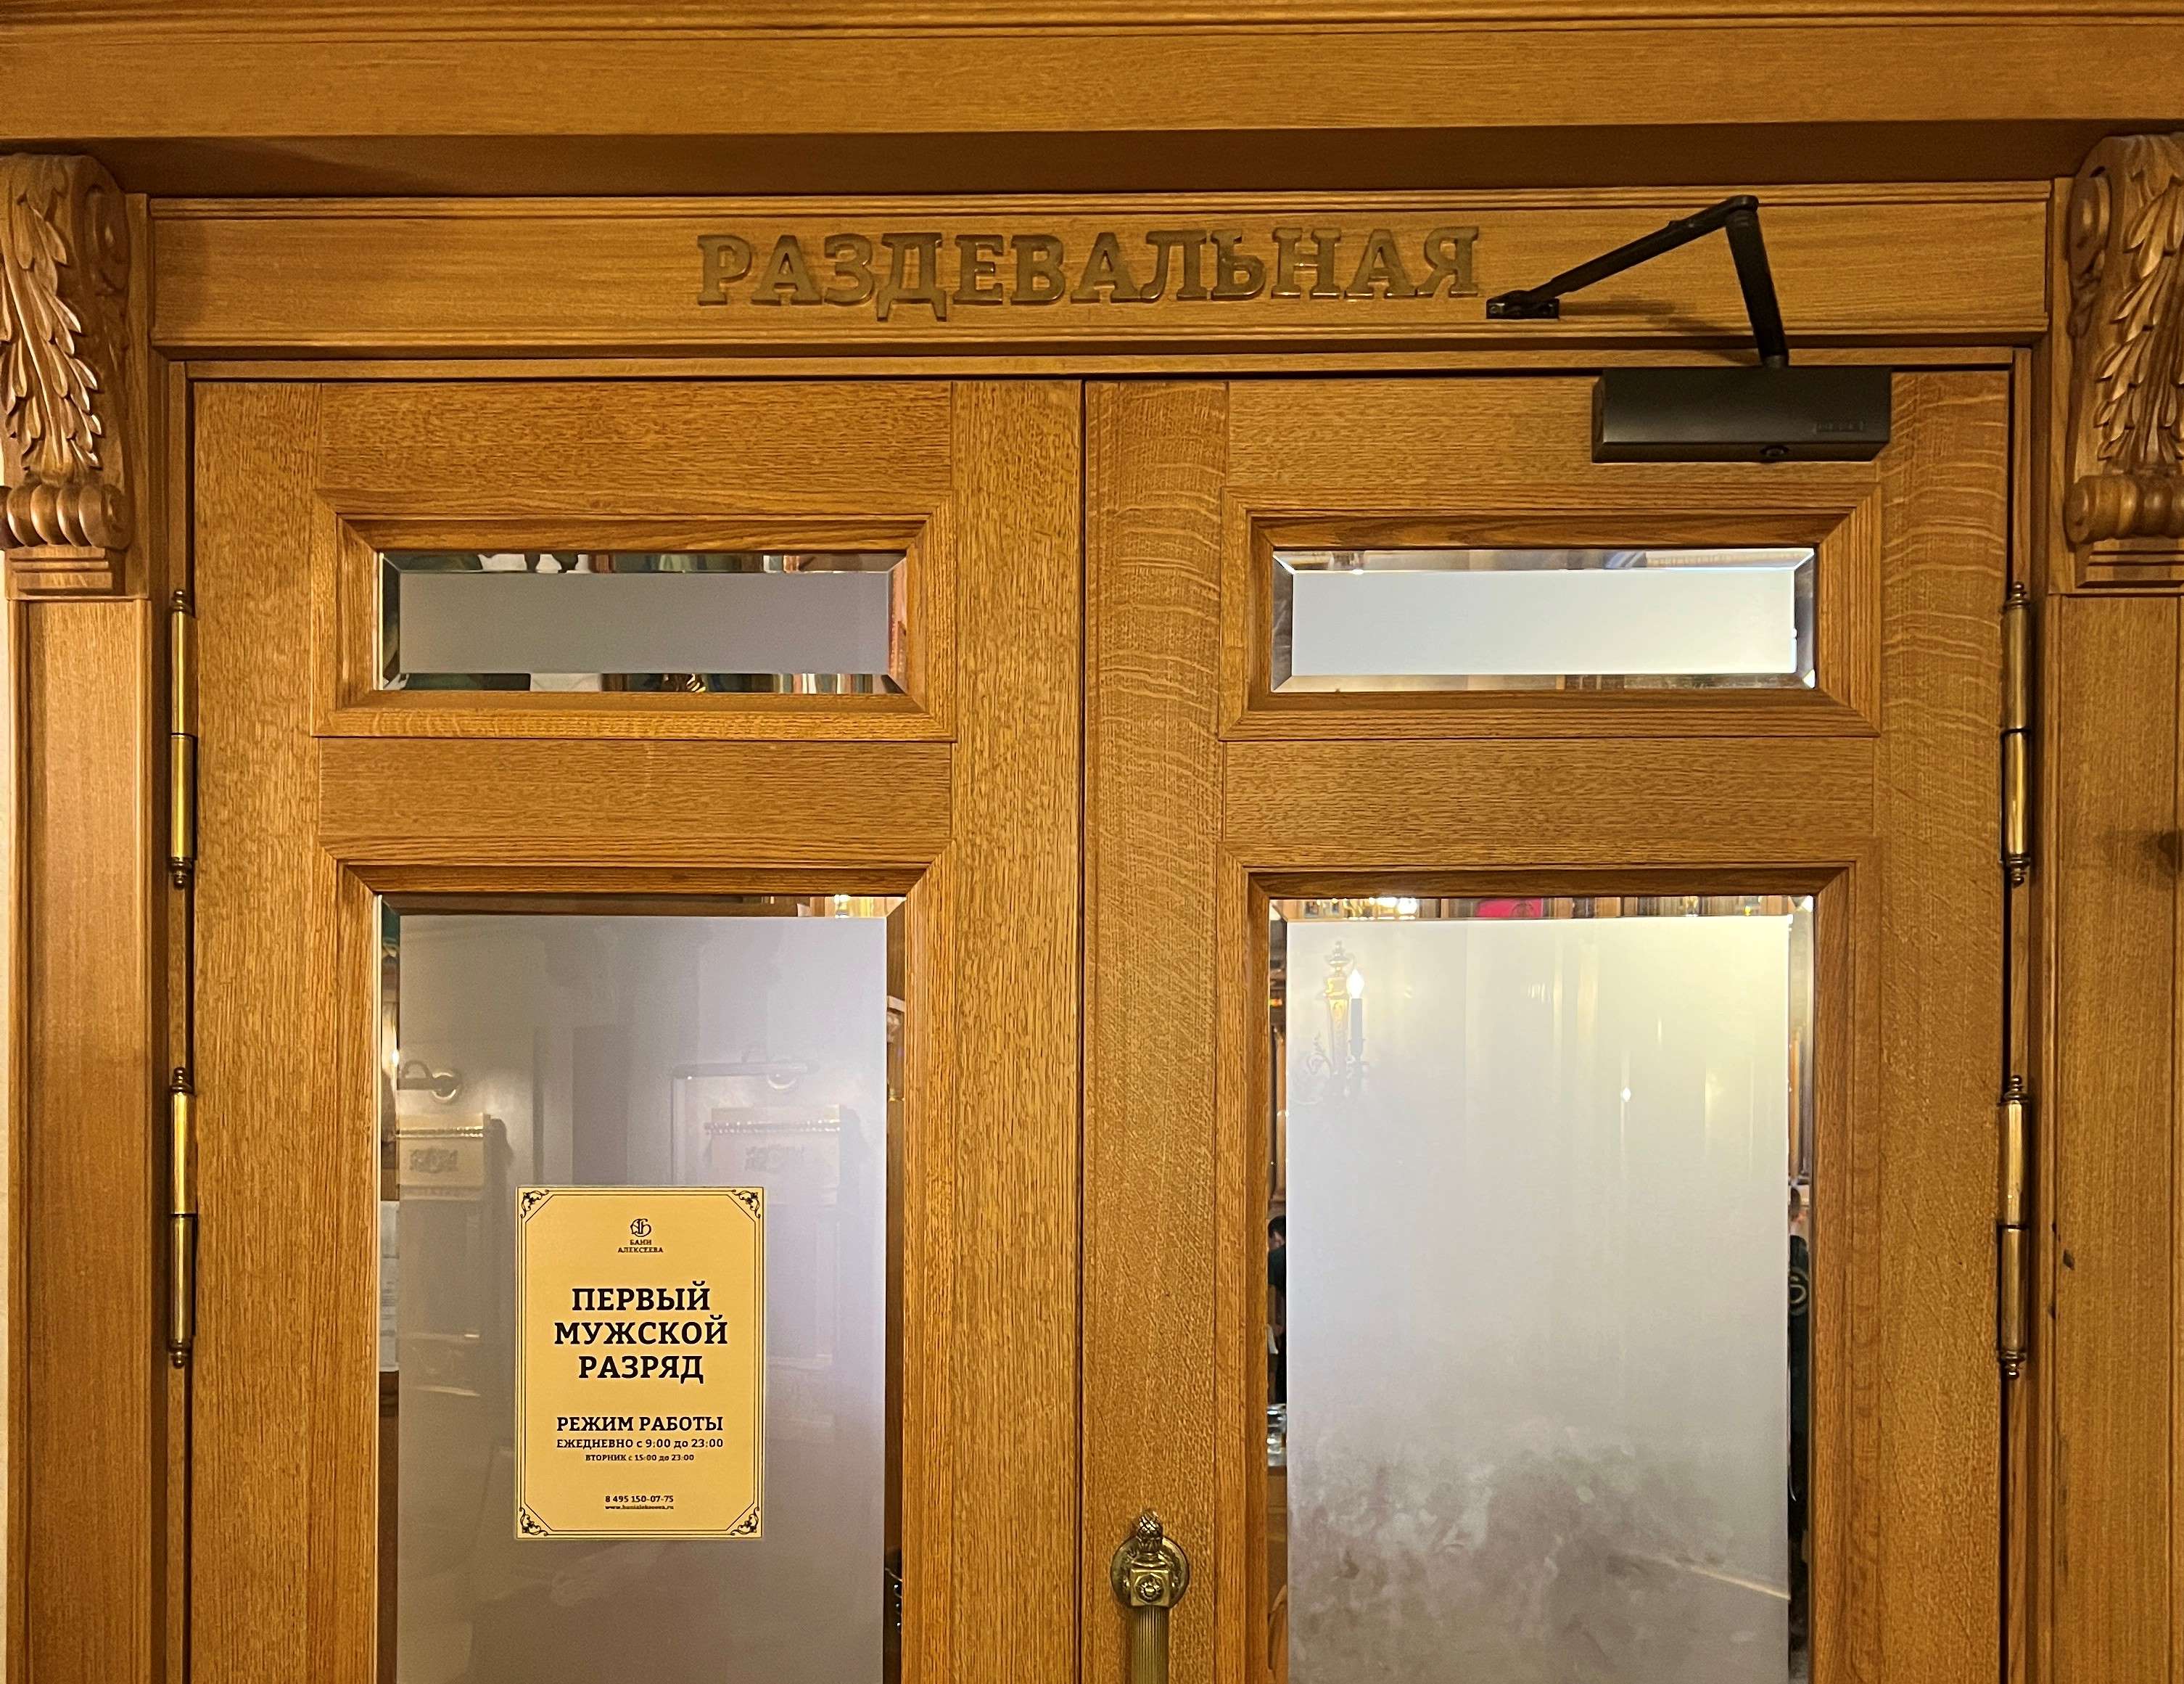 РАЗДЕВАЛЬНАЯ
БАНИ
АЛЕКСЕЕВА
ПЕРВЫЙ
МУЖСКОЙ
РАЗРЯД
РЕЖИМ РАБОТЫ
ЕЖЕДНЕВНО с 9:00 до 23:00
ВТОРНИК с 15:00 до 23:00
8 495 150-07-75